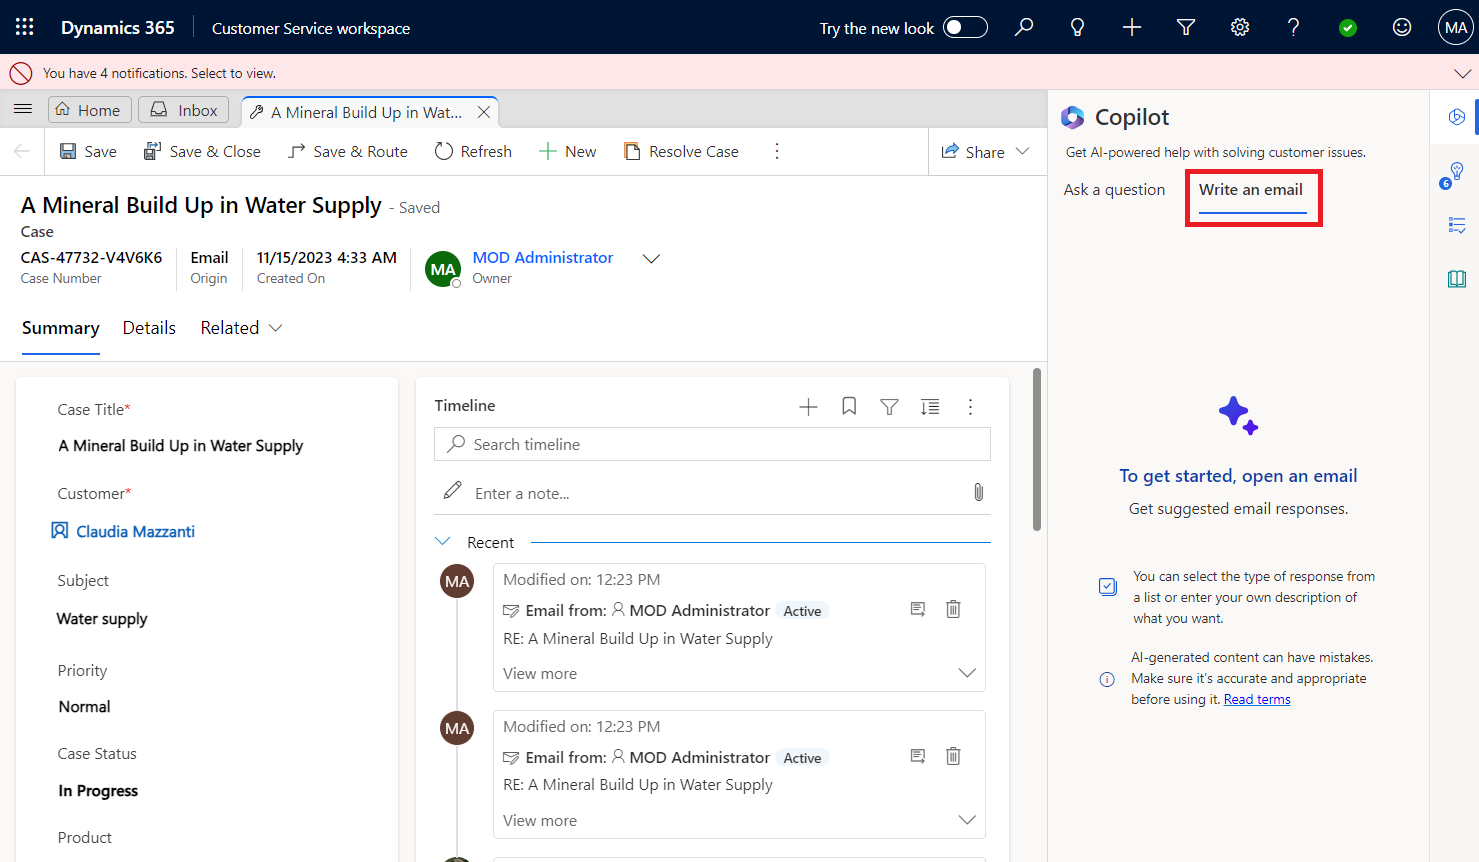 Dynamics 365
Customer Service workspace
Try the new look
MA
You have 4 notifications. Select to view.
Home
Inbox
A Mineral Build Up in Wat...
Save
Save & Close
Save & Route
Refresh
New
Resolve Case
Share
A Mineral Build Up in Water Supply - Saved
Case
CAS-47732-V4V6K6
Case Number
Email
Origin
11/15/2023 4:33 AM
Created On
MA
MOD Administrator
Owner
Summary
Details
Related
Case Title*
A Mineral Build Up in Water Supply
Customer*
Claudia Mazzanti
Subject
Water supply
Priority
Normal
Case Status
In Progress
Product
Timeline
Search timeline
Enter a note...
Recent
MA
Modified on: 12:23 PM
Email from: MOD Administrator Active
RE: A Mineral Build Up in Water Supply
View more
MA
Modified on: 12:23 PM
Email from: MOD Administrator Active
RE: A Mineral Build Up in Water Supply
View more
Copilot
Get AI-powered help with solving customer issues.
Ask a question
Write an email
To get started, open an email
Get suggested email responses.
You can select the type of response from
a list or enter your own description of
what you want.
AI-generated content can have mistakes.
Make sure it's accurate and appropriate
before using it. Read terms
6